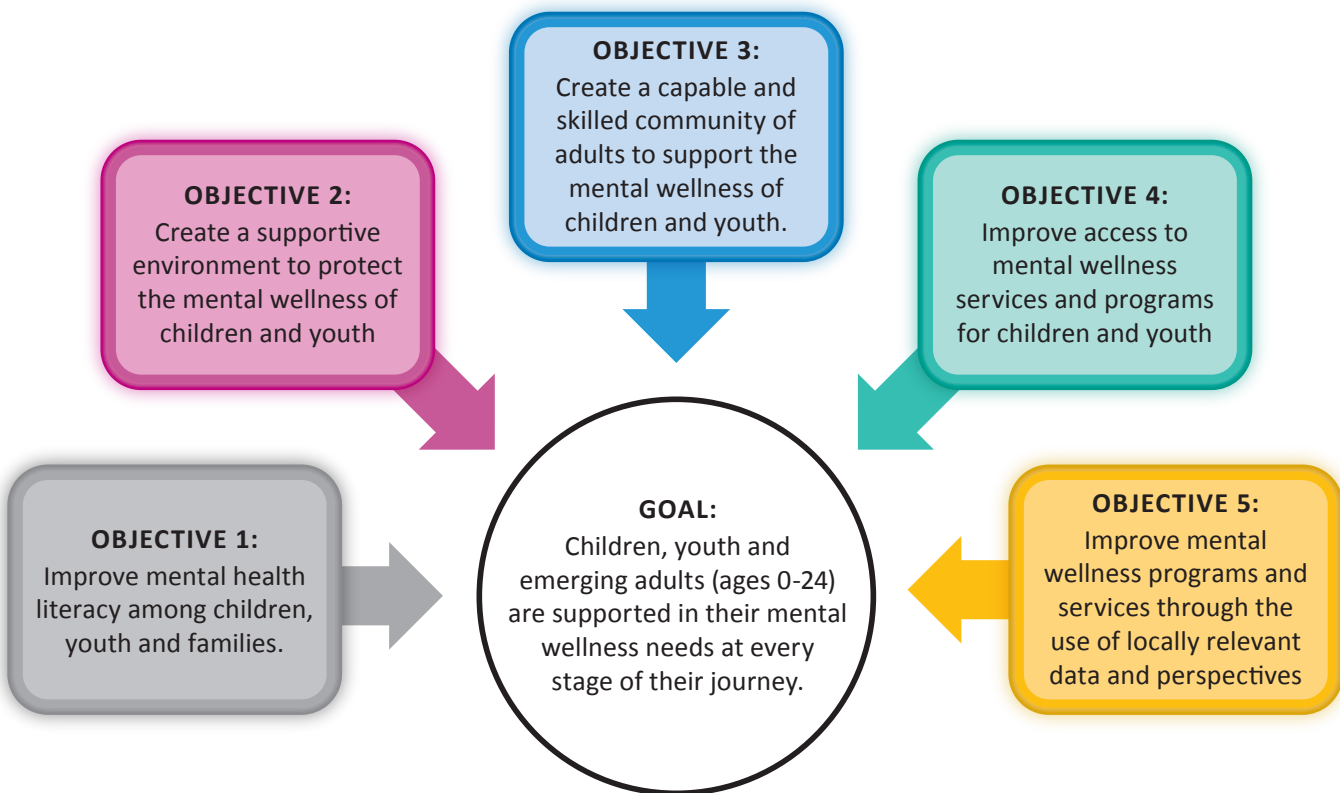 OBJECTIVE 1:
Improve mental health
literacy among children,
youth and families.
OBJECTIVE 2:
Create a supportive
environment to protect
the mental wellness of
children and youth
OBJECTIVE 3:
Create a capable and
skilled community of
adults to support the
mental wellness of
children and youth.
OBJECTIVE 4:
Improve access to
mental wellness
services and programs
for children and youth
OBJECTIVE 5:
Improve mental
wellness programs and
services through the
use of locally relevant
data and perspectives
GOAL:
Children, youth and
emerging adults (ages 0-24)
are supported in their mental
wellness needs at every
stage of their journey.